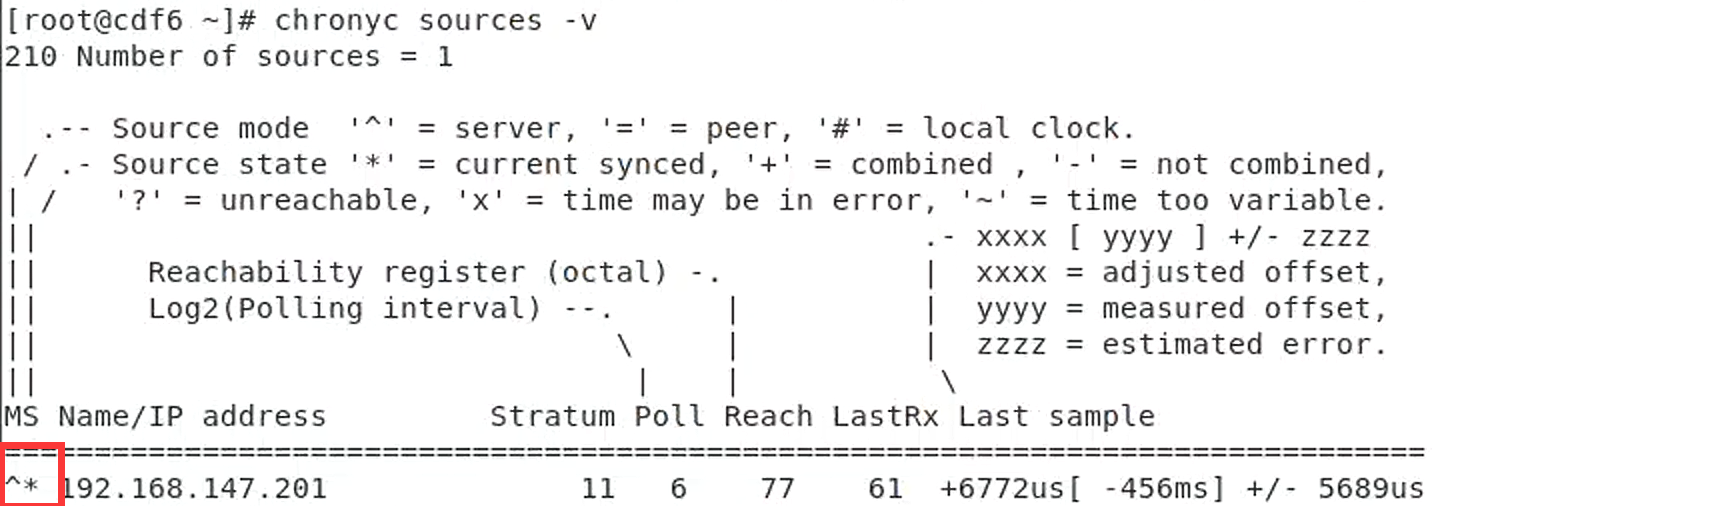 [root@cdf6 ~]# chronyc sources -v
210 Number of sources = 1

  .-- Source mode  '^' = server, '=' = peer, '#' = local clock.
 / .- Source state '*' = current synced, '+' = combined , '-' = not combined,
| /   '?' = unreachable, 'x' = time may be in error, '~' = time too variable.
||                                                 .- xxxx [ yyyy ] +/- zzzz
||      Reachability register (octal) -.           |  xxxx = adjusted offset,
||      Log2(Polling interval) --.      |          |  yyyy = measured offset,
||                                \     |          |  zzzz = estimated error.
||                                 |    |           \
MS Name/IP address         Stratum Poll Reach LastRx Last sample
===============================================================================
^* 192.168.147.201              11   6    77    61  +6772us[ -456ms] +/- 5689us